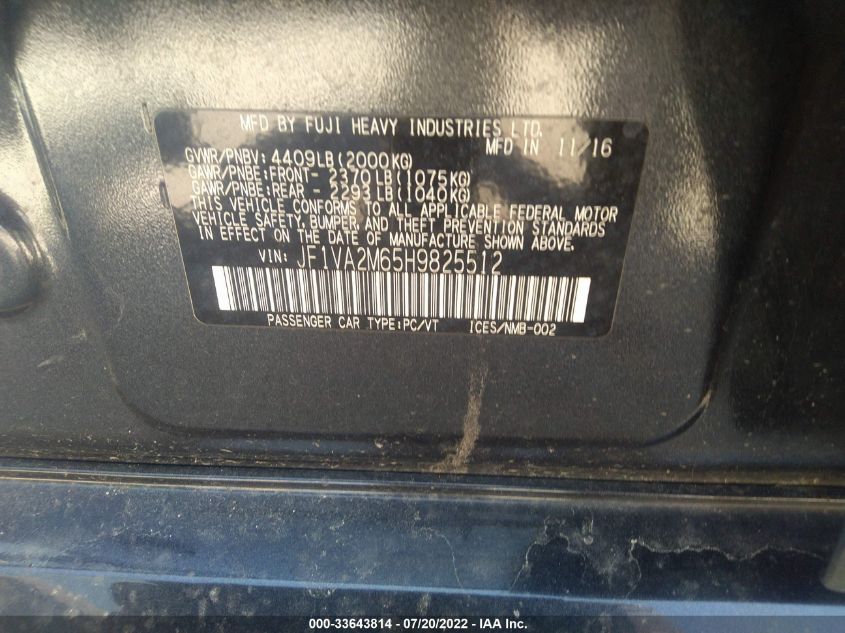 MFD BY FUJI HEAVY INDUSTRIES LTD.
MFD IN 11/16
GVWR/PNBV: 4409LB(2000KG)
GAWR/PNBE:FRONT- 2370LB(1075KG)
GAWR/PNBE:REAR - 2293LB(1040KG)
THIS VEHICLE CONFORMS TO ALL APPLICABLE FEDERAL MOTOR
VEHICLE SAFETY, BUMPER, AND THEFT PREVENTION STANDARDS
IN EFFECT ON THE DATE OF MANUFACTURE SHOWN ABOVE.
VIN: JF1VA2M65H9825512
PASSENGER CAR TYPE:PC/VT ICES/NMB-002
000-33643814 - 07/20/2022 - IAA Inc.